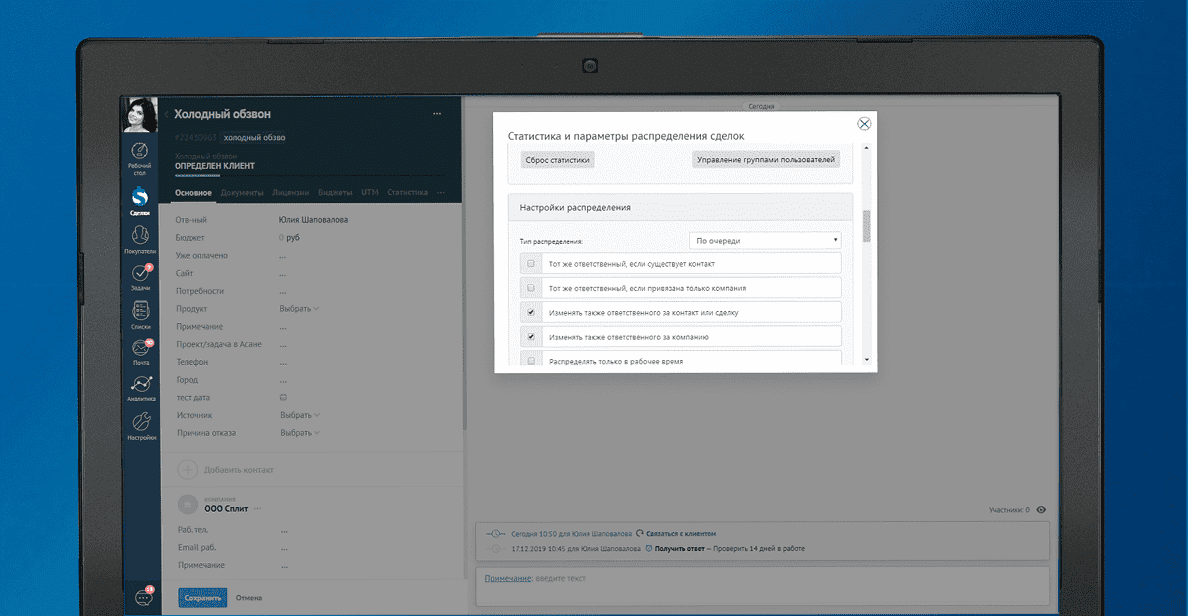 Рабочий стол
Сделки
Покупатели
Задачи
Списки
Почта
Аналитика
Настройки
Холодный обзвон
#22430463 холодный обзво
Холодный обзвон
ОПРЕДЕЛЕН КЛИЕНТ
Основное Документы Лицензии Бюджеты UTM Статистика ...
Отв-ный Юлия Шаповалова
Бюджет 0 руб
Уже оплачено ...
Сайт ...
Потребности ...
Продукт Выбрать
Примечание ...
Проект/задача в Асане ...
Телефон ...
Город ...
тест дата
Источник Выбрать
Причина отказа Выбрать
Добавить контакт
компания
ООО Сплит ...
Раб. тел. ...
Email раб. ...
Примечание ...
Сохранить Отмена
Сегодня
Статистика и параметры распределения сделок
Сброс статистики Управление группами пользователей
Настройки распределения
Тип распределения: По очереди
Тот же ответственный, если существует контакт
Тот же ответственный, если привязана только компания
Изменять также ответственного за контакт или сделку
Изменять также ответственного за компанию
Распределять только в рабочее время
Участники: 0
Сегодня 10:50 для Юлия Шаповалова Связаться с клиентом
17.12.2019 10:45 для Юлия Шаповалова Получить ответ — Проверить 14 дней в работе
Примечание: введите текст